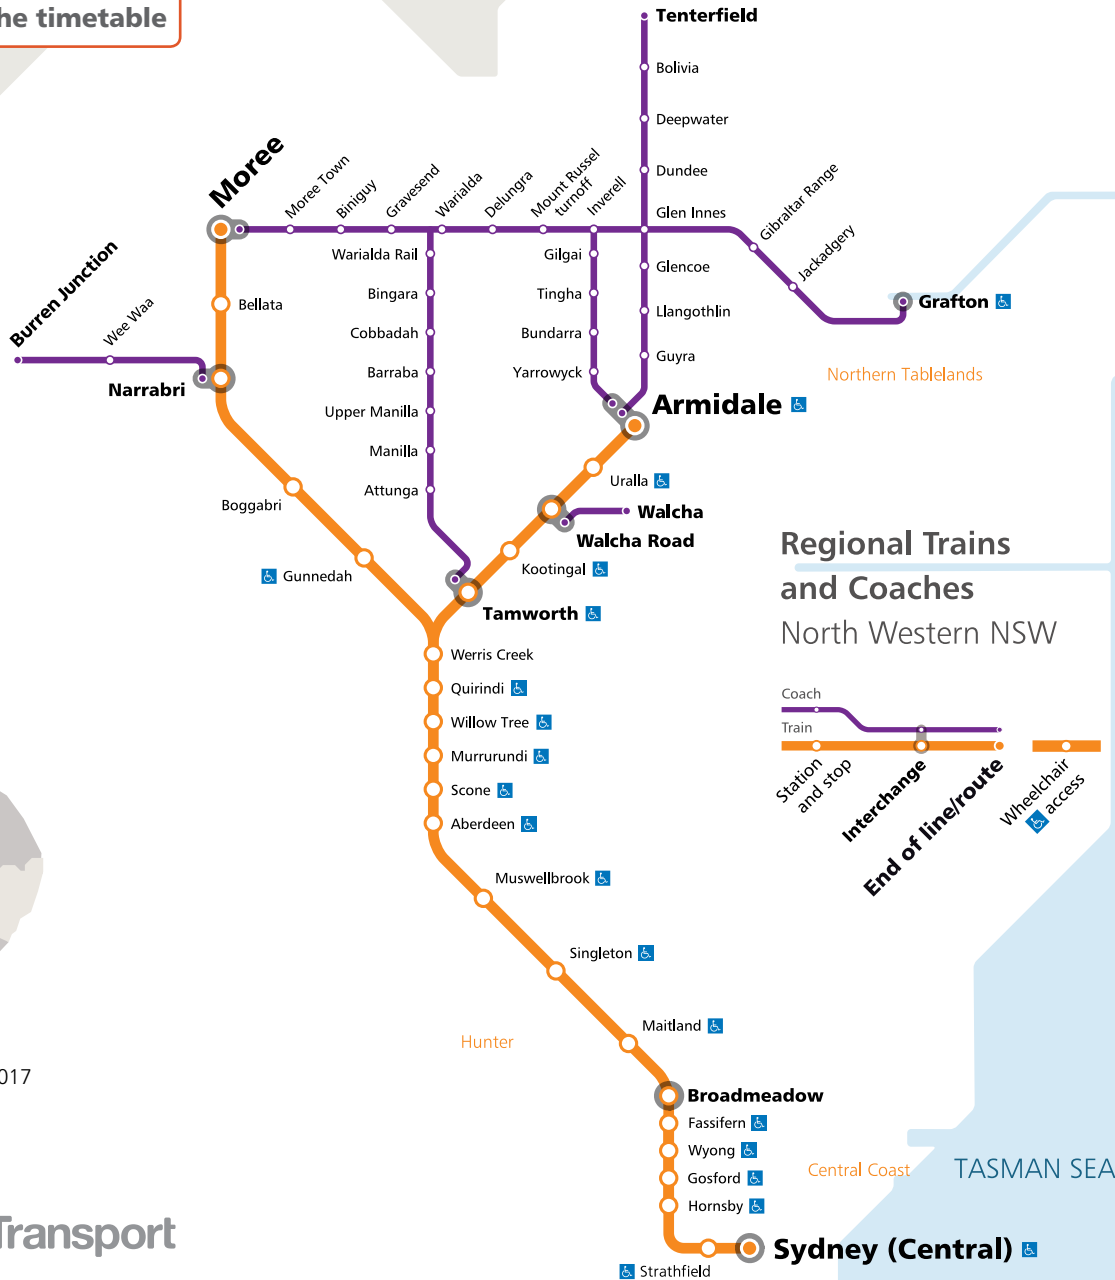 he timetable
Tenterfield
Bolivia
Deepwater
Dundee
Glen Innes
Moree
Moree Town
Biniguy
Gravesend
Warialda
Delungra
Mount Russel
turnoff
Inverell
Gibraltar Range
Jackadgery
Grafton
Burren Junction
Wee Waa
Narrabri
Bellata
Warialda Rail
Bingara
Cobbadah
Barraba
Upper Manilla
Manilla
Attunga
Gilgai
Tingha
Bundarra
Yarrowyck
Glencoe
Llangothlin
Guyra
Northern Tablelands
Armidale
Uralla
Walcha
Walcha Road
Kootingal
Tamworth
Boggabri
Gunnedah
Werris Creek
Quirindi
Willow Tree
Murrurundi
Scone
Aberdeen
Muswellbrook
Singleton
Maitland
Hunter
Broadmeadow
Fassifern
Wyong
Gosford
Hornsby
Strathfield
Sydney (Central)
Central Coast
TASMAN SEA
Regional Trains
and Coaches
North Western NSW
Coach
Train
Station
and stop
Interchange
End of line/route
Wheelchair
access
017
Transport